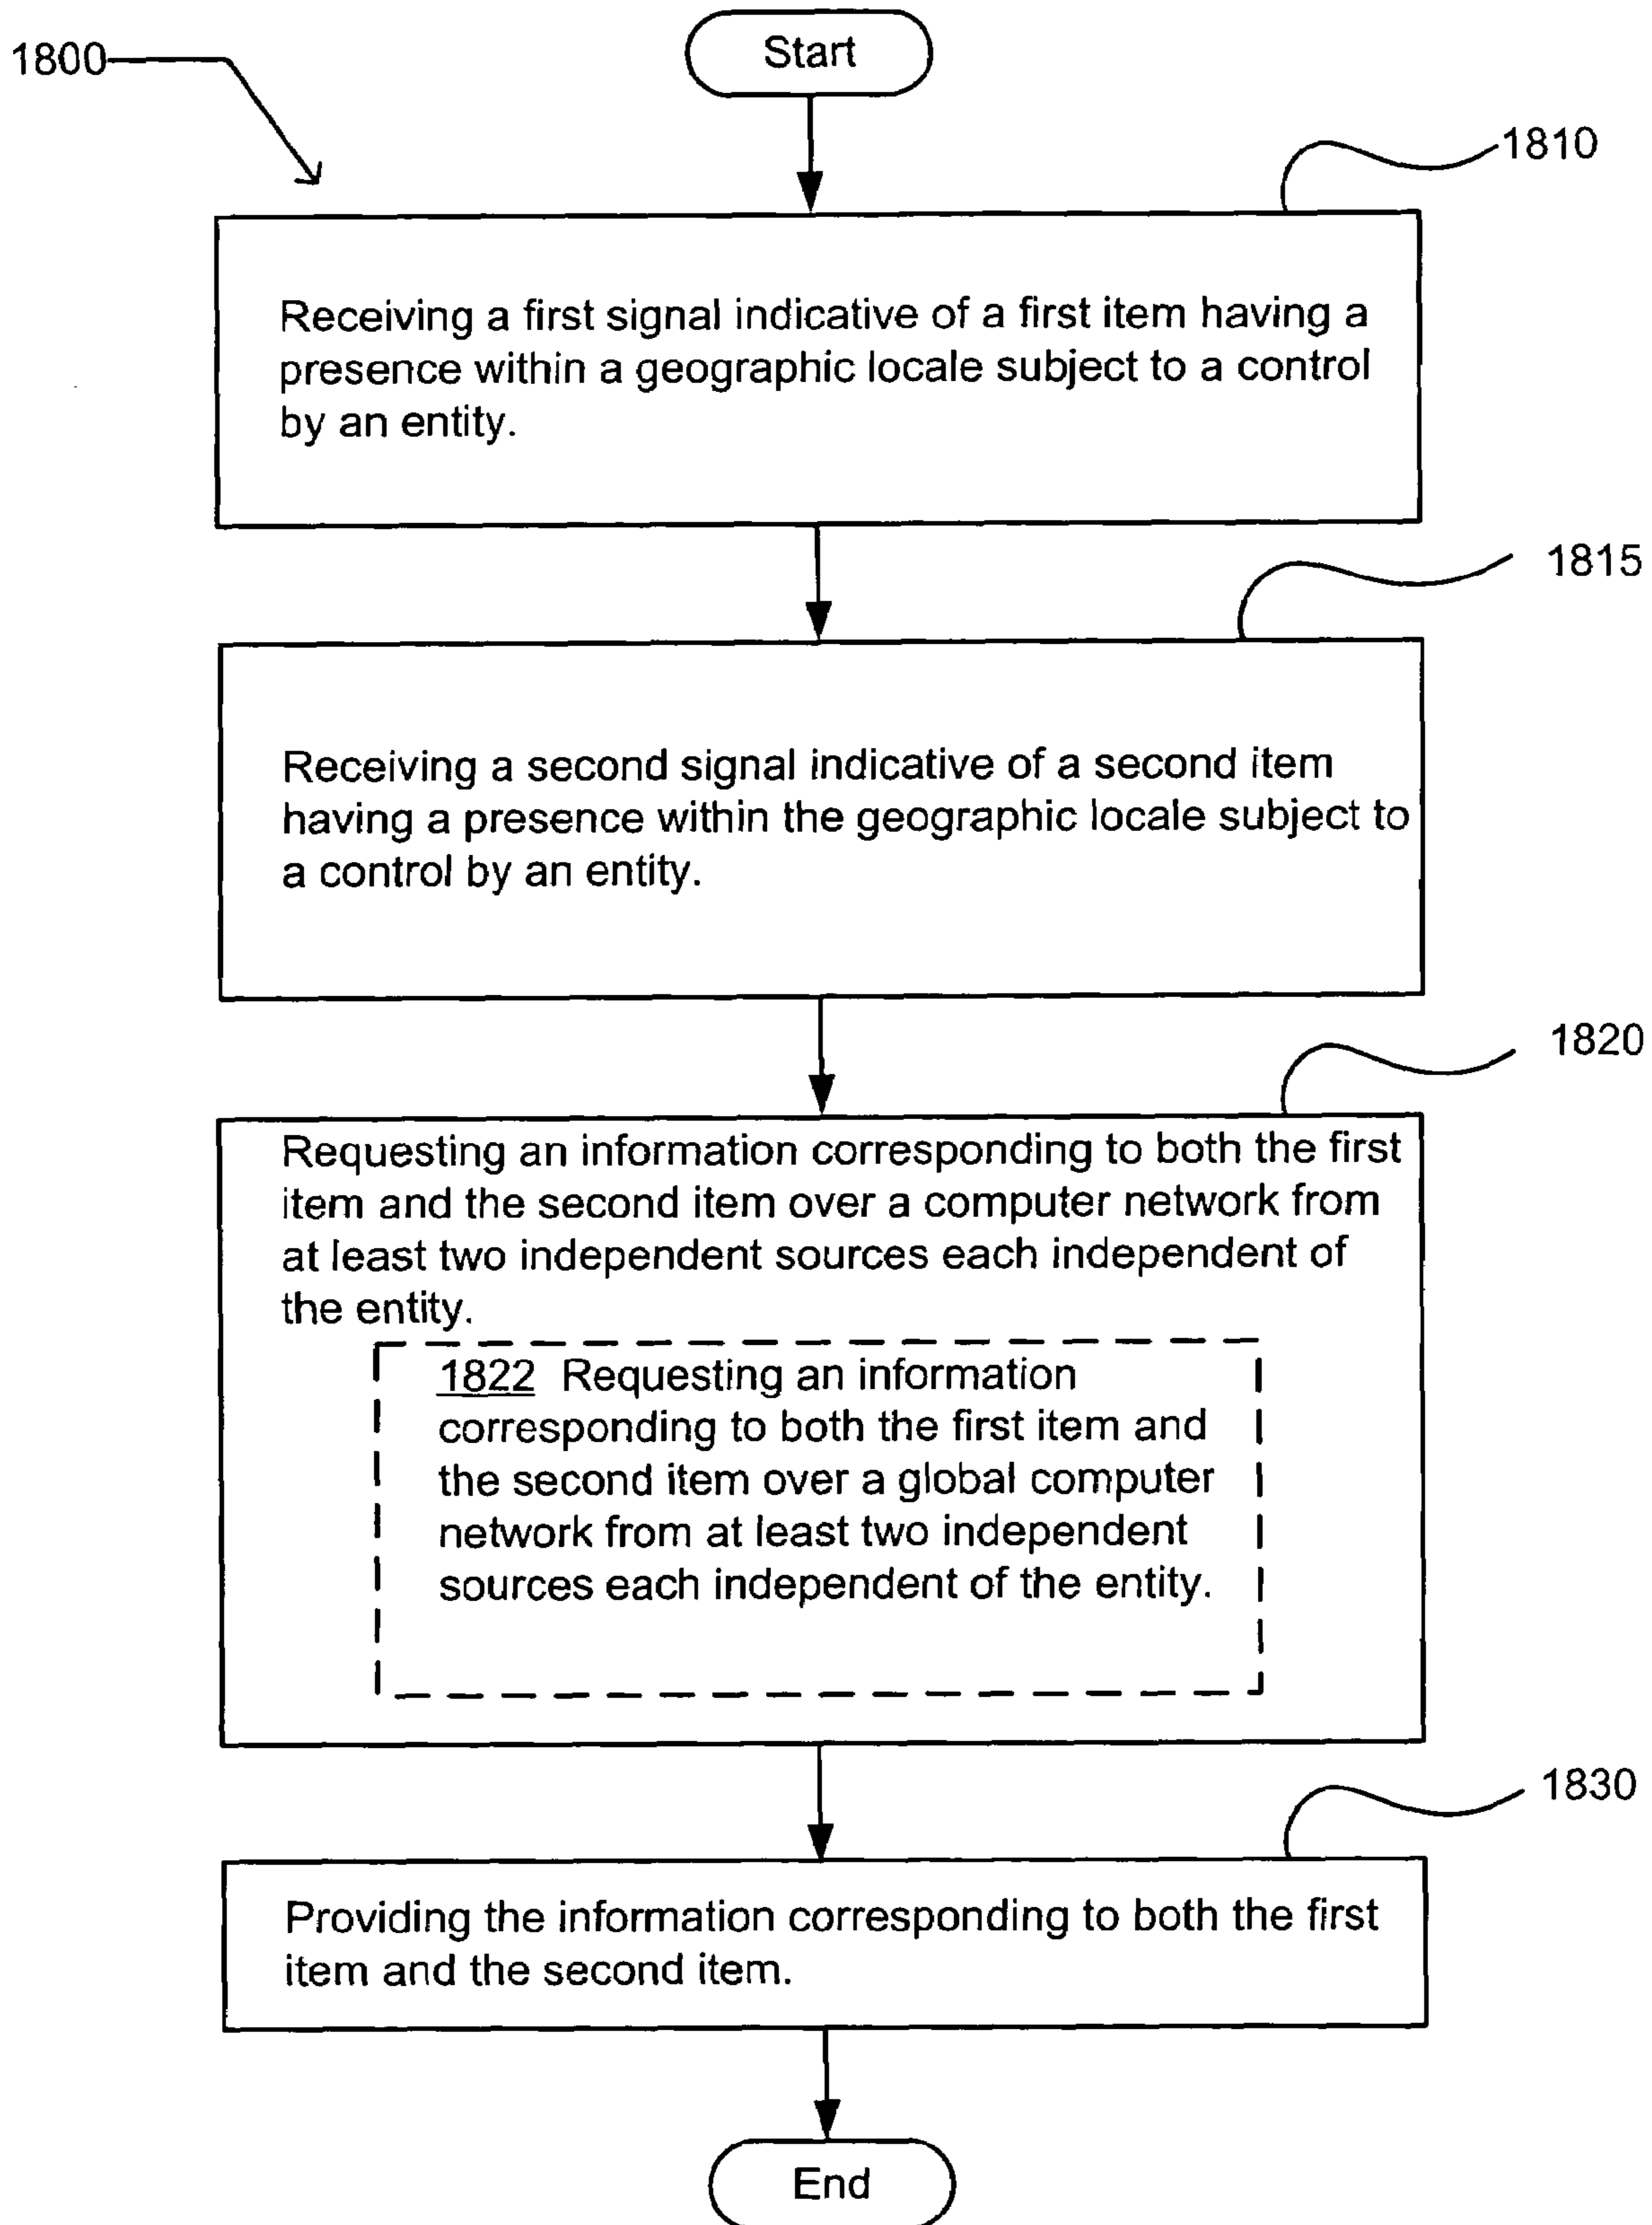 Start
1800
1810
Receiving a first signal indicative of a first item having a
presence within a geographic locale subject to a control
by an entity.
1815
Receiving a second signal indicative of a second item
having a presence within the geographic locale subject to
a control by an entity.
1820
Requesting an information corresponding to both the first
item and the second item over a computer network from
at least two independent sources each independent of
the entity.
1822 Requesting an information
corresponding to both the first item and
the second item over a global computer
network from at least two independent
sources each independent of the entity.
1830
Providing the information corresponding to both the first
item and the second item.
End